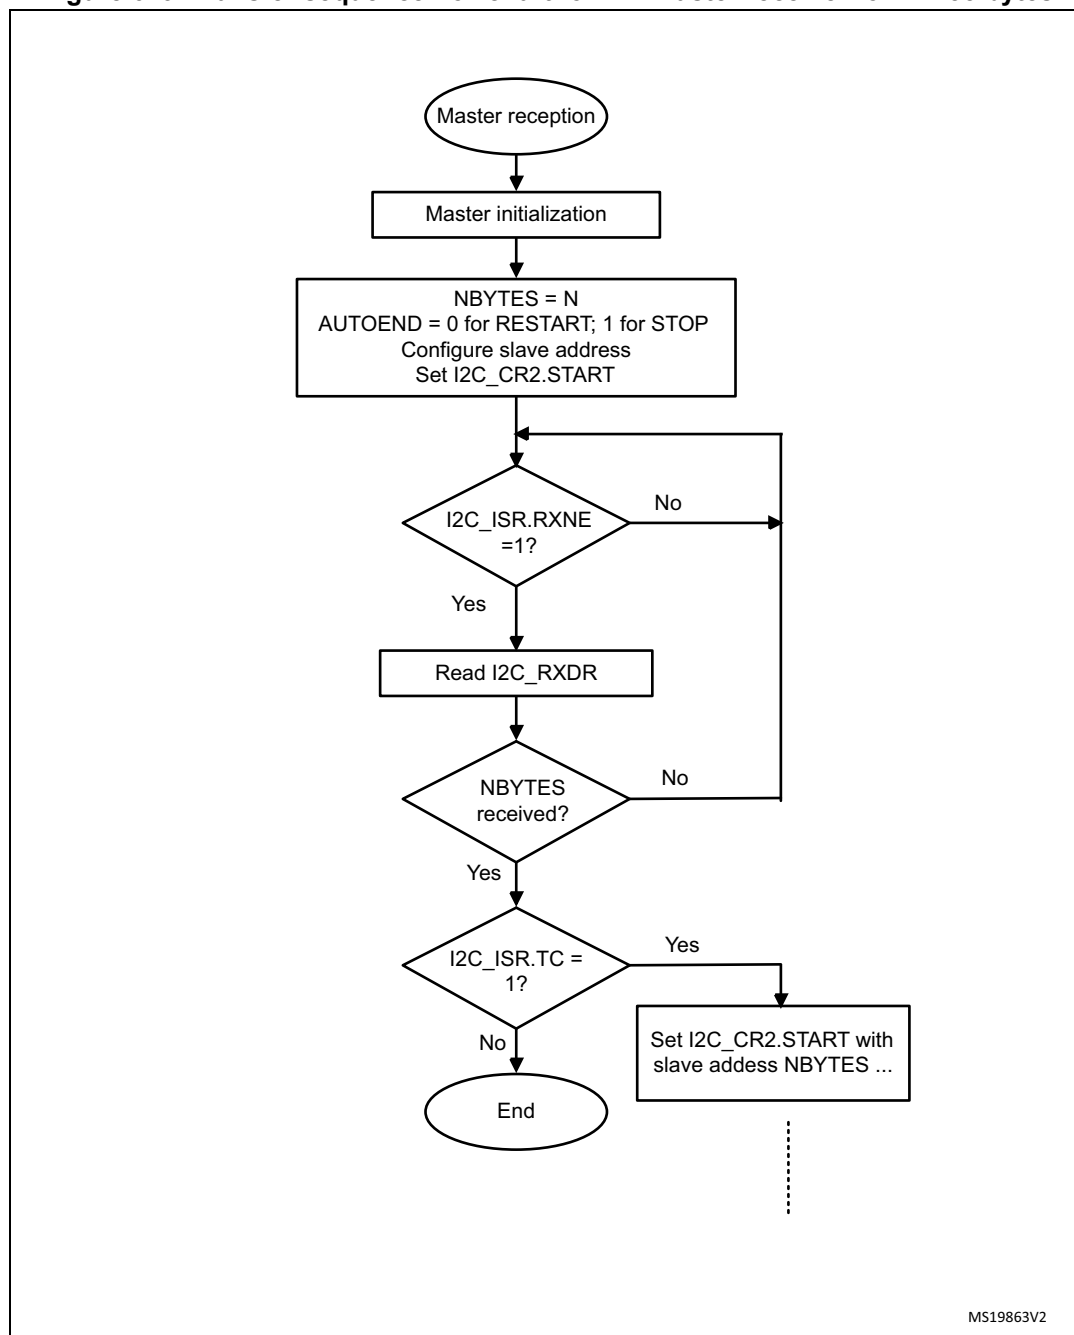 Master reception
Master initialization
NBYTES = N
AUTOEND = 0 for RESTART; 1 for STOP
Configure slave address
Set I2C_CR2.START
I2C_ISR.RXNE
=1?
No
Yes
Read I2C_RXDR
NBYTES
received?
No
Yes
I2C_ISR.TC =
1?
Yes
No
Set I2C_CR2.START with
slave addess NBYTES ...
End
MS19863V2